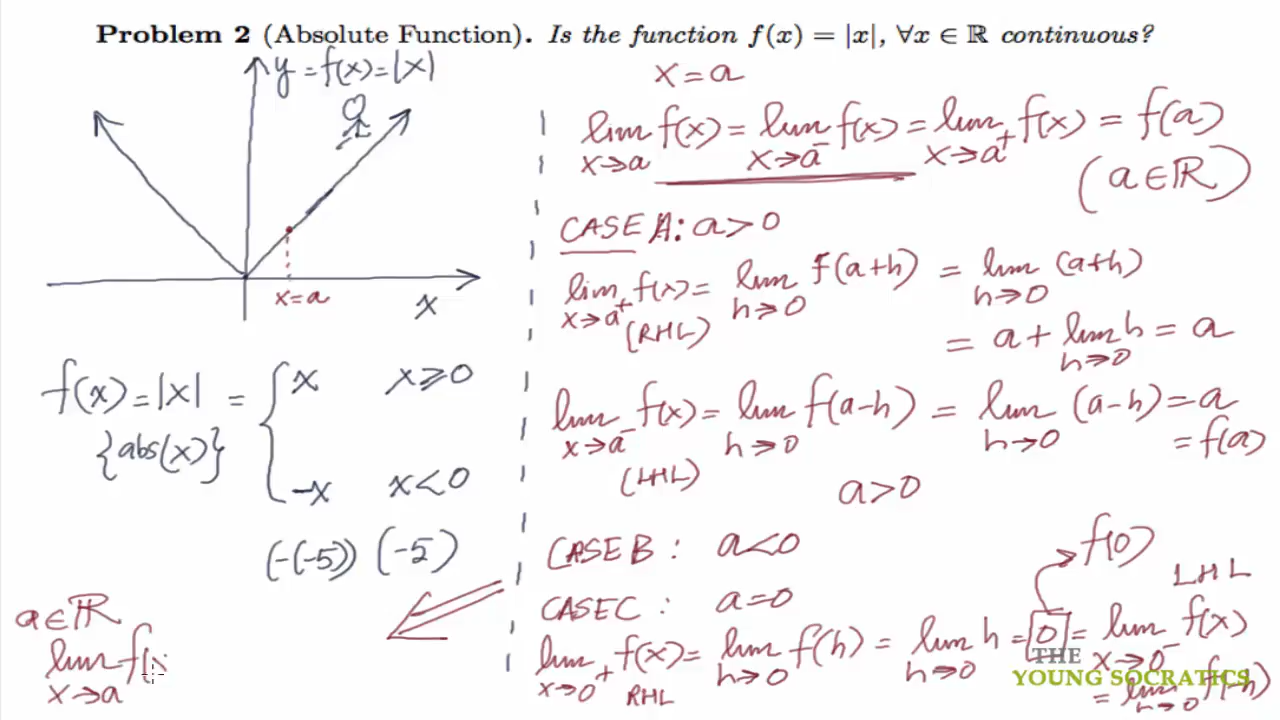 Problem 2 (Absolute Function). Is the function f(x) = |x|, ∀x ∈ ℝ continuous?
y = f(x) = |x|
x = a
x
f(x) = |x| = { x x ⩾ 0
{abs(x)}
-x x < 0
(-(-5)) (-5)
a ∈ ℝ
lim f(x
x→a
x = a
lim f(x) = lim f(x) = lim f(x) = f(a)
x→a x→a⁻ x→a⁺
(a ∈ ℝ)
CASE A: a > 0
lim f(x) = lim f(a+h) = lim (a+h)
x→a⁺ (RHL) h→0 h→0
= a + lim h = a
h→0
lim f(x) = lim f(a-h) = lim (a-h) = a
x→a⁻ h→0 h→0 = f(a)
(LHL)
a > 0
CASE B : a < 0
f(0)
LHL
CASE C : a = 0
lim f(x) = lim f(h) = lim h = 0 = lim f(x)
x→0⁺ RHL h→0 h→0 x→0⁻
= lim f(-h)
h→0
THE
YOUNG SOCRATICS